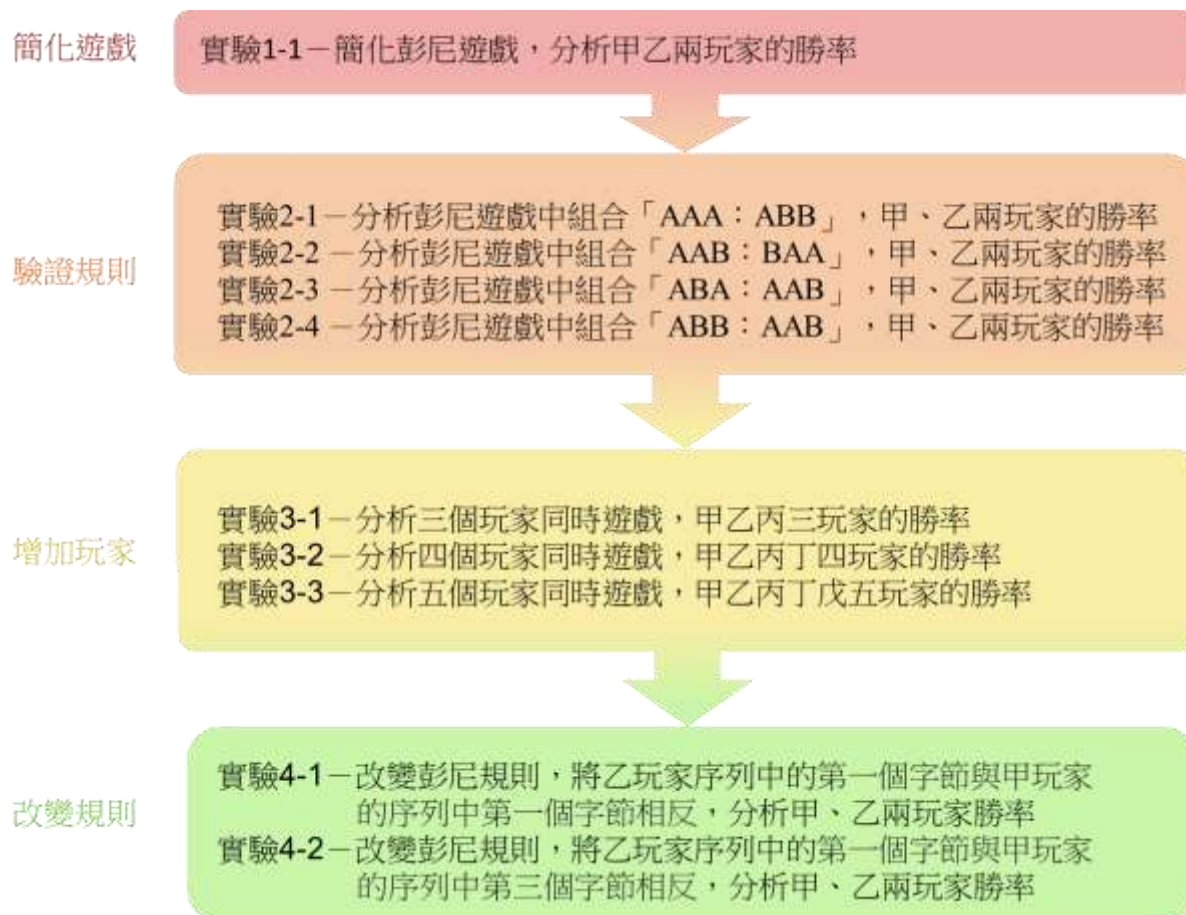 簡化遊戲
實驗1-1－簡化彭尼遊戲，分析甲乙兩玩家的勝率
驗證規則
實驗2-1－分析彭尼遊戲中組合「AAA：ABB」，甲、乙兩玩家的勝率
實驗2-2－分析彭尼遊戲中組合「AAB：BAA」，甲、乙兩玩家的勝率
實驗2-3－分析彭尼遊戲中組合「ABA：AAB」，甲、乙兩玩家的勝率
實驗2-4－分析彭尼遊戲中組合「ABB：AAB」，甲、乙兩玩家的勝率
增加玩家
實驗3-1－分析三個玩家同時遊戲，甲乙丙三玩家的勝率
實驗3-2－分析四個玩家同時遊戲，甲乙丙丁四玩家的勝率
實驗3-3－分析五個玩家同時遊戲，甲乙丙丁戊五玩家的勝率
改變規則
實驗4-1－改變彭尼規則，將乙玩家序列中的第一個字節與甲玩家
的序列中第一個字節相反，分析甲、乙兩玩家勝率
實驗4-2－改變彭尼規則，將乙玩家序列中的第一個字節與甲玩家
的序列中第三個字節相反，分析甲、乙兩玩家勝率